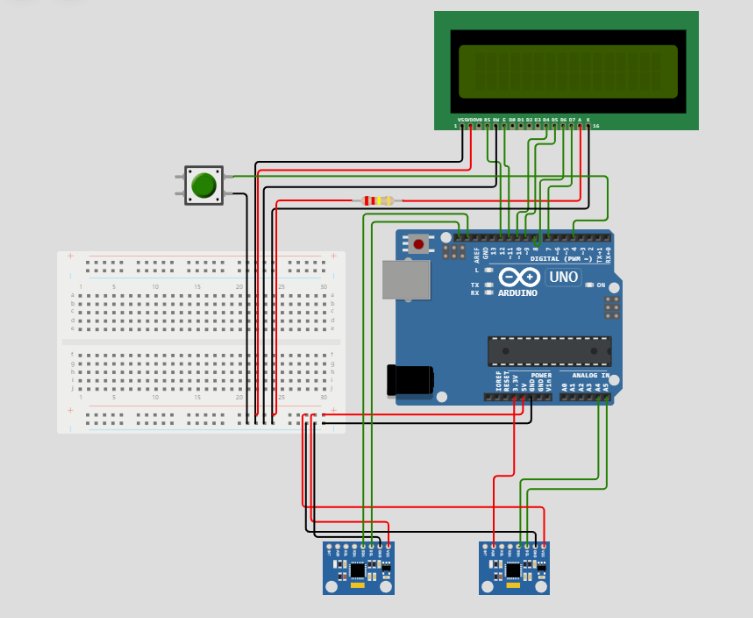 VSS VDD V0 RS RW E D0 D1 D2 D3 D4 D5 D6 D7 A K
1 16
AREF GND 13 12 ~11 ~10 ~9 8 7 ~6 ~5 4 ~3 2 TX→1 RX←0
DIGITAL (PWM ~)
L
UNO
TX
RX
ON
ARDUINO
IOREF RESET 3.3V 5V GND GND Vin
POWER
ANALOG IN
A0 A1 A2 A3 A4 A5
+ +
1 5 10 15 20 25 30
a a
b b
c c
d d
e e
f f
g g
h h
i i
j j
1 5 10 15 20 25 30
+ +